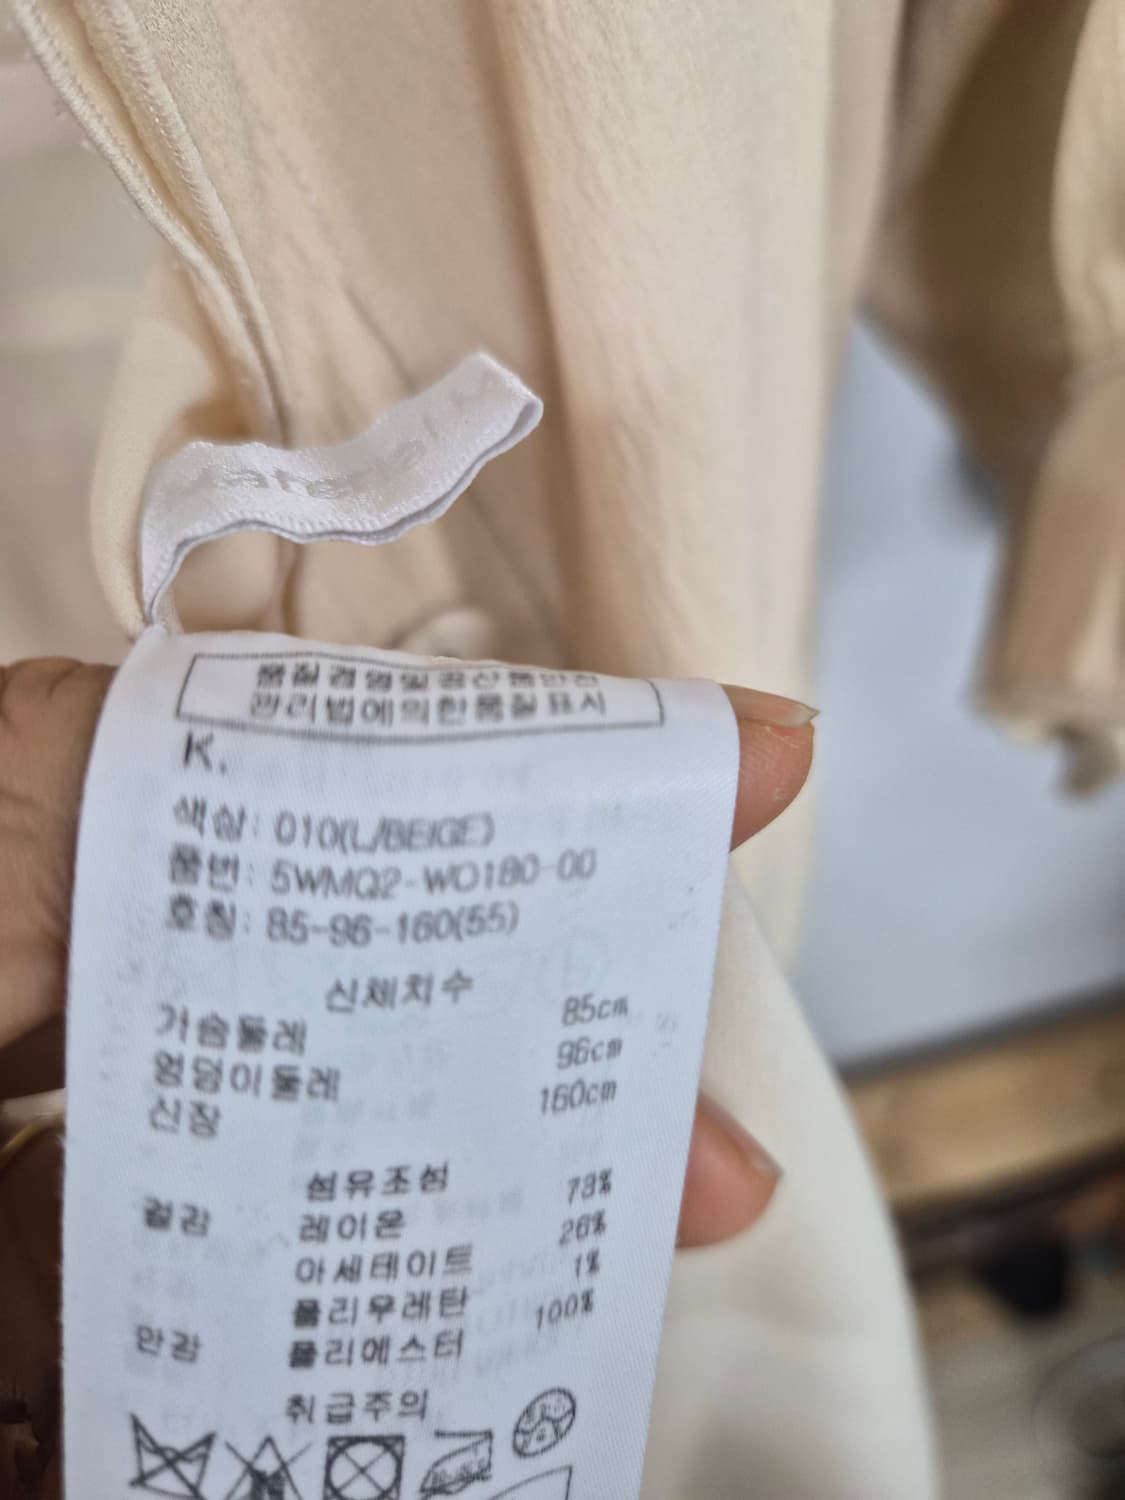 품질경영및공산품안전
관리법에의한품질표시
K.
색상: 010(L/BEIGE)
품번: 5WMQ2-WO180-00
호칭: 85-96-160(55)
신체치수
가슴둘레 85cm
엉덩이둘레 96cm
신장 160cm
섬유조성
겉감 레이온 73%
아세테이트 26%
폴리우레탄 1%
안감 폴리에스터 100%
취급주의